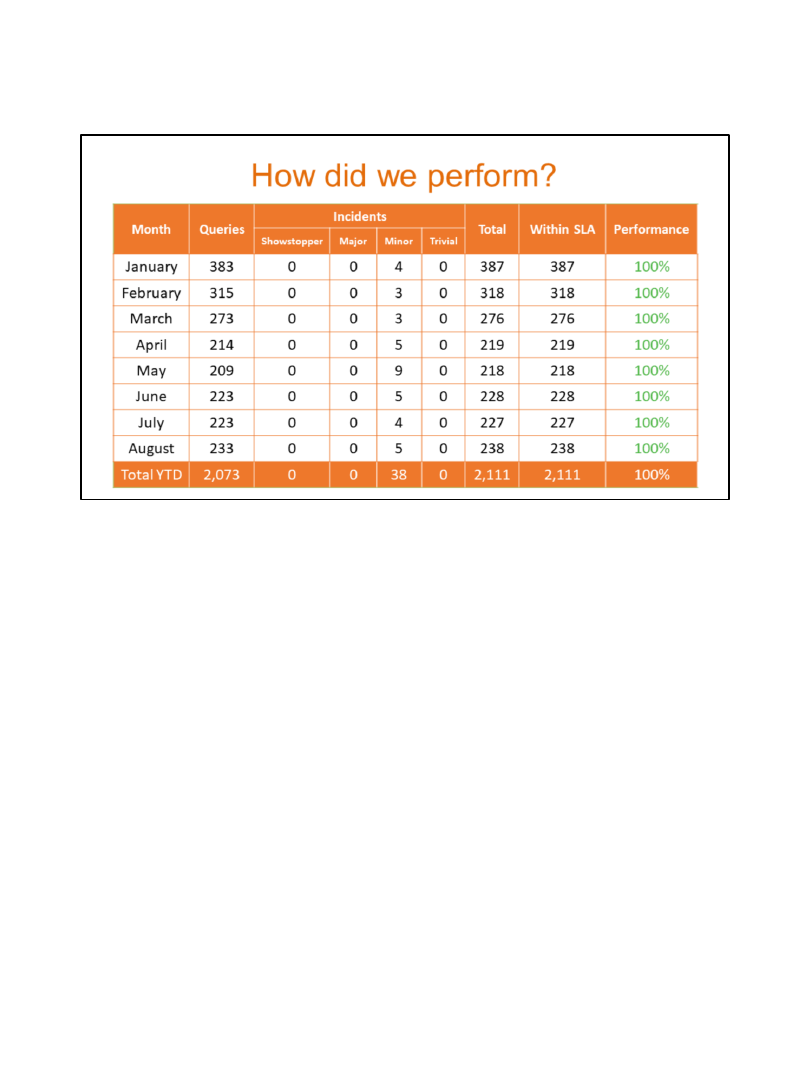 How did we perform?
Month Queries Incidents Total Within SLA Performance
Showstopper Major Minor Trivial
January 383 0 0 4 0 387 387 100%
February 315 0 0 3 0 318 318 100%
March 273 0 0 3 0 276 276 100%
April 214 0 0 5 0 219 219 100%
May 209 0 0 9 0 218 218 100%
June 223 0 0 5 0 228 228 100%
July 223 0 0 4 0 227 227 100%
August 233 0 0 5 0 238 238 100%
Total YTD 2,073 0 0 38 0 2,111 2,111 100%